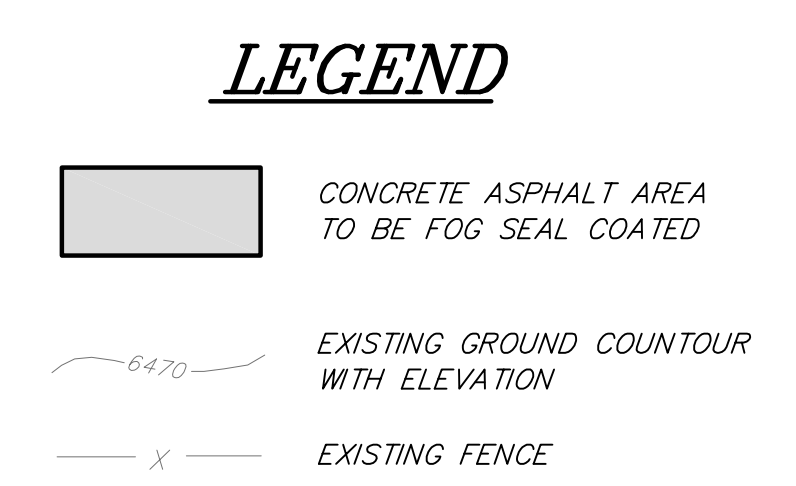 LEGEND
CONCRETE ASPHALT AREA
TO BE FOG SEAL COATED
6470
EXISTING GROUND COUNTOUR
WITH ELEVATION
X
EXISTING FENCE